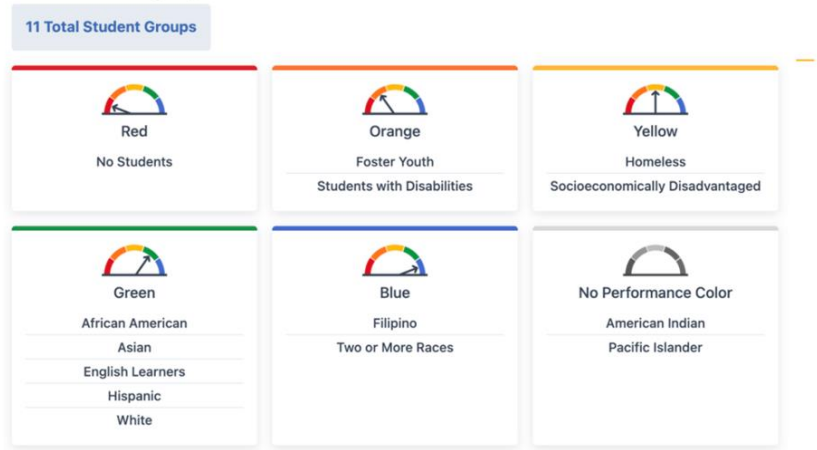 11 Total Student Groups
Red
No Students
Orange
Foster Youth
Students with Disabilities
Yellow
Homeless
Socioeconomically Disadvantaged
Green
African American
Asian
English Learners
Hispanic
White
Blue
Filipino
Two or More Races
No Performance Color
American Indian
Pacific Islander